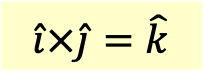 î×ĵ = k̂